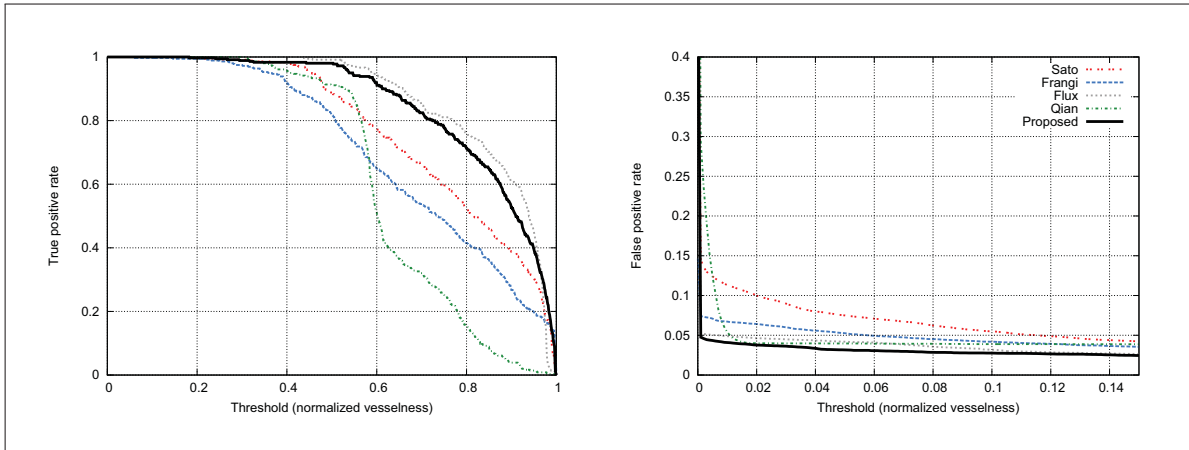 True positive rate
1
0.8
0.6
0.4
0.2
0
0 0.2 0.4 0.6 0.8 1
Threshold (normalized vesselness)
False positive rate
0.4
0.35
0.3
0.25
0.2
0.15
0.1
0.05
0
0 0.02 0.04 0.06 0.08 0.1 0.12 0.14
Threshold (normalized vesselness)
Sato
Frangi
Flux
Qian
Proposed